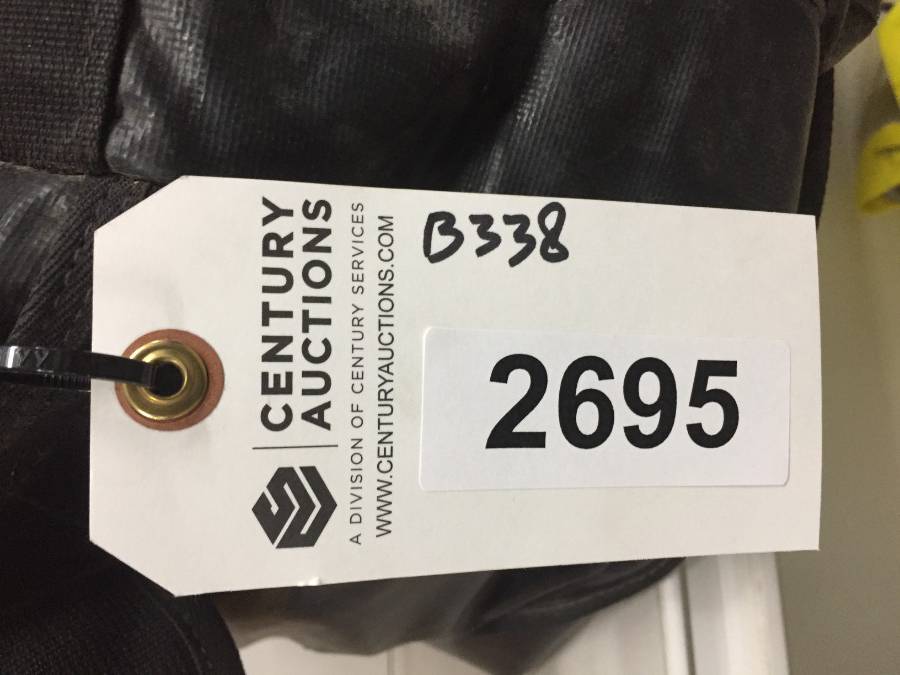 CENTURY
AUCTIONS
A DIVISION OF CENTURY SERVICES
WWW.CENTURYAUCTIONS.COM
B338
2695